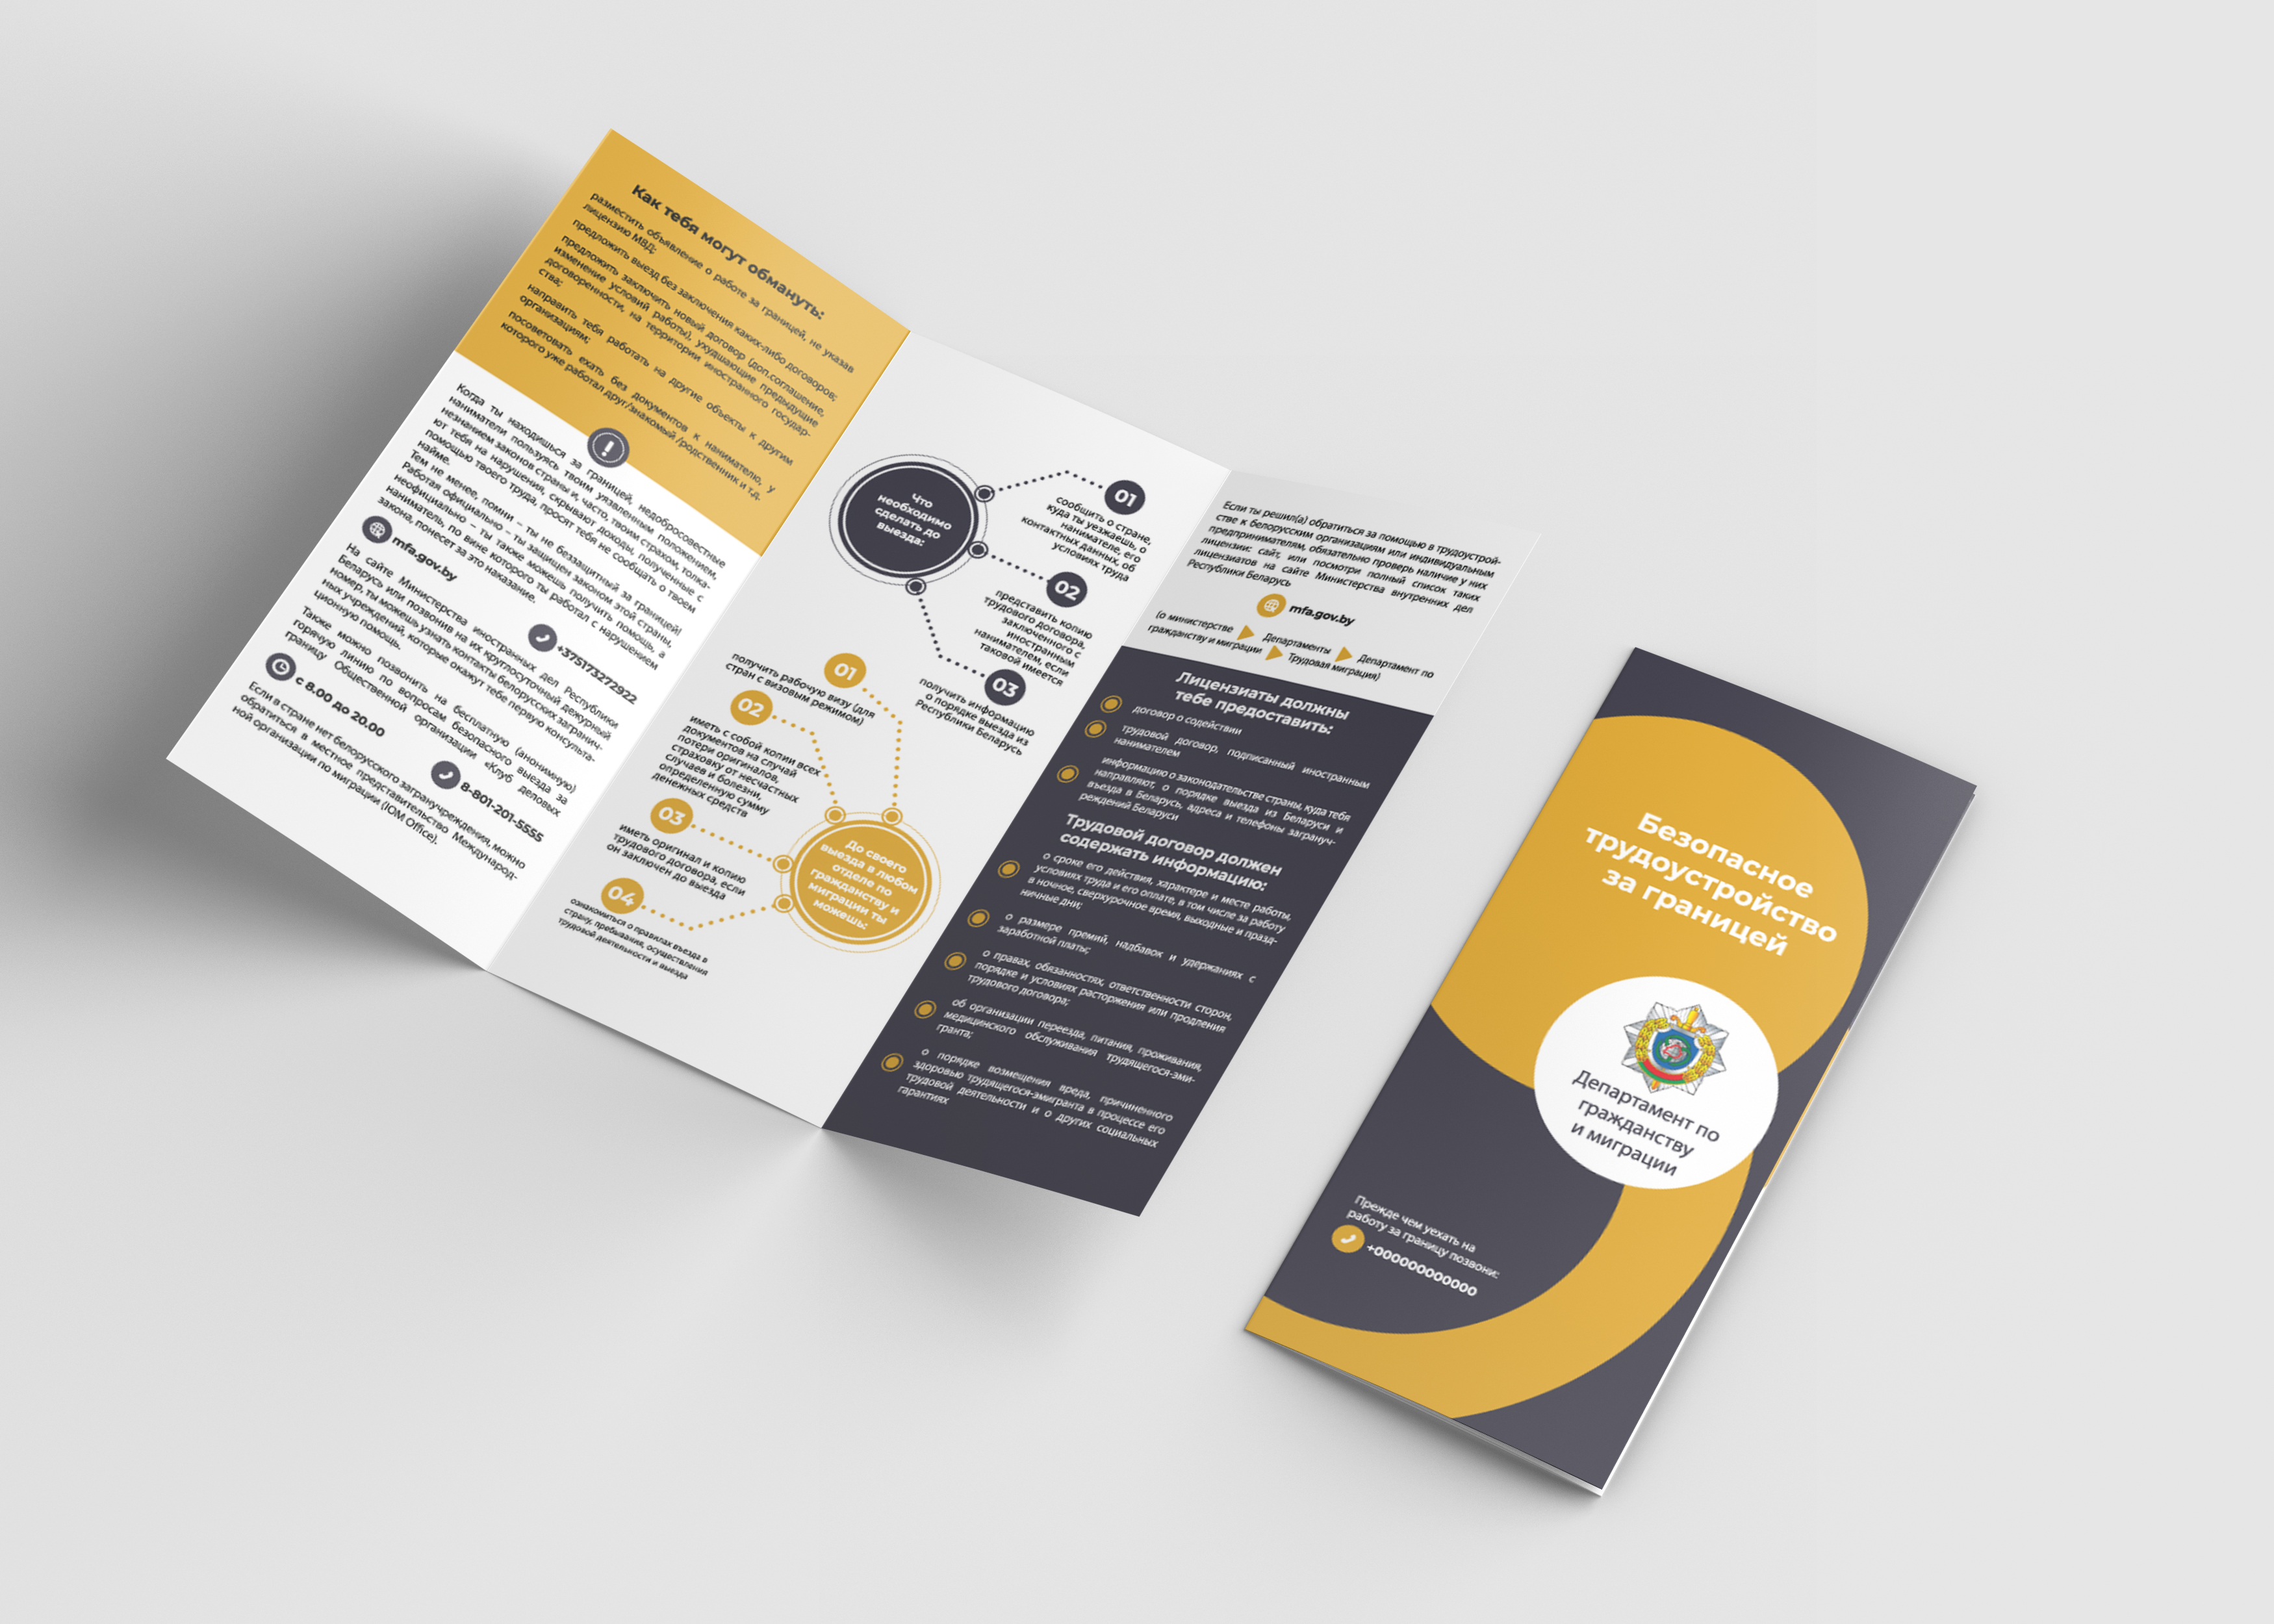 Как тебя могут обмануть:
разместить объявление о работе за границей, не указав
лицензию МВД;
предложить выезд без заключения каких-либо договоров;
предложить заключить новый договор (доп.соглашение,
изменение условий работы), ухудшающие предыдущие
договоренности, на территории иностранного государ-
ства;
направить тебя работать на другие объекты к другим
организациям;
посоветовать ехать без документов к нанимателю, у
которого уже работал друг/знакомый/родственник и т.д.
Когда ты находишься за границей, недобросовестные
наниматели пользуясь твоим уязвленным положением,
незнанием законов страны и, часто, твоим страхом, толка-
ют тебя на нарушения, скрывают доходы, полученные с
помощью твоего труда, просят тебя не сообщать о твоем
найме.
Тем не менее, помни – ты не беззащитный за границей!
Работая официально – ты защищен законом этой страны,
неофициально – ты также можешь получить помощь, а
наниматель, по вине которого ты работал с нарушением
закона, понесет за это наказание.
mfa.gov.by
+375173272922
На сайте Министерства иностранных дел Республики
Беларусь или позвонив на их круглосуточный дежурный
номер, ты можешь узнать контакты белорусских загранич-
ных учреждений, которые окажут тебе первую консульта-
ционную помощь.
Также можно позвонить на бесплатную (анонимную)
горячую линию по вопросам безопасного выезда за
границу Общественной организации «Клуб деловых
с 8.00 до 20.00
8-801-201-5555
Если в стране нет белорусского загранучреждения, можно
обратиться в местное представительство Международ-
ной организации по миграции (IOM Office).
Что
необходимо
сделать до
выезда:
01
сообщить о стране,
куда ты уезжаешь, о
нанимателе, его
контактных данных, об
условиях труда
02
представить копию
трудового договора,
заключенного с
иностранным
нанимателем, если
таковой имеется
03
получить информацию
о порядке выезда из
Республики Беларусь
До своего
выезда в любом
отделе по
гражданству и
миграции ты
можешь:
01
получить рабочую визу (для
стран с визовым режимом)
02
иметь с собой копии всех
документов на случай
потери оригиналов,
страховку от несчастных
случаев и болезни,
определенную сумму
денежных средств
03
иметь оригинал и копию
трудового договора, если
он заключен до выезда
04
ознакомиться о правилах въезда в
страну, пребывания, осуществления
трудовой деятельности и выезда
Если ты решил(а) обратиться за помощью в трудоустрой-
стве к белорусским организациям или индивидуальным
предпринимателям, обязательно проверь наличие у них
лицензии: сайт, или посмотри полный список таких
лицензиатов на сайте Министерства внутренних дел
Республики Беларусь
mfa.gov.by
(о министерстве Департаменты Департамент по
гражданству и миграции Трудовая миграция)
Лицензиаты должны
тебе предоставить:
договор о содействии
трудовой договор, подписанный иностранным
нанимателем
информацию о законодательстве страны, куда тебя
направляют, о порядке выезда из Беларуси и
въезда в Беларусь, адреса и телефоны загрануч-
реждений Беларуси
Трудовой договор должен
содержать информацию:
о сроке его действия, характере и месте работы,
условиях труда и его оплате, в том числе за работу
в ночное, сверхурочное время, выходные и празд-
ничные дни;
о размере премий, надбавок и удержаниях с
заработной платы;
о правах, обязанностях, ответственности сторон,
порядке и условиях расторжения или продления
трудового договора;
об организации переезда, питания, проживания,
медицинского обслуживания трудящегося-эми-
гранта;
о порядке возмещения вреда, причиненного
здоровью трудящегося-эмигранта в процессе его
трудовой деятельности и о других социальных
гарантиях
Безопасное
трудоустройство
за границей
Департамент по
гражданству
и миграции
Прежде чем уехать на
работу за границу позвони:
+000000000000